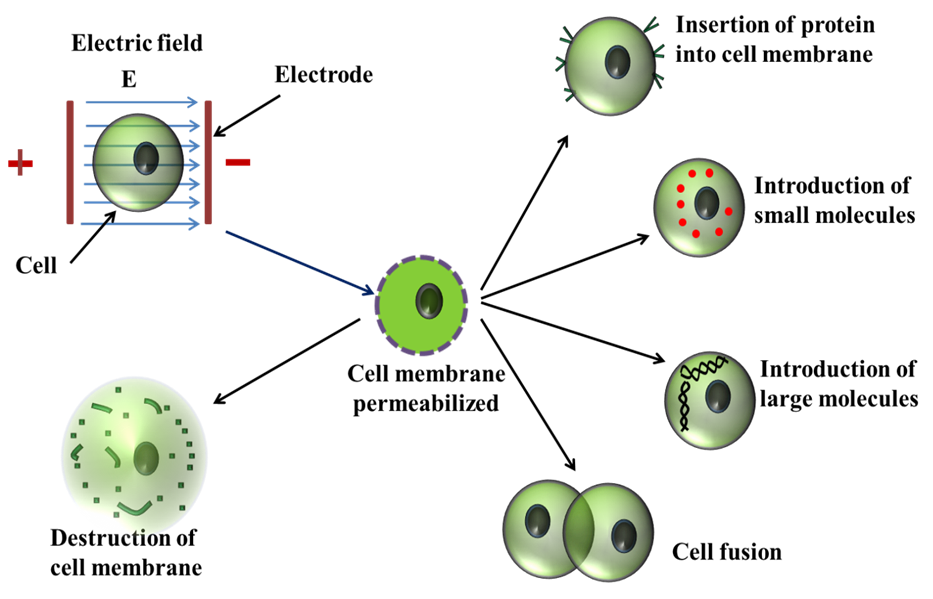 Electric field
E
Electrode
+
−
Cell
Insertion of protein
into cell membrane
Introduction of
small molecules
Cell membrane
permeabilized
Introduction of
large molecules
Destruction of
cell membrane
Cell fusion